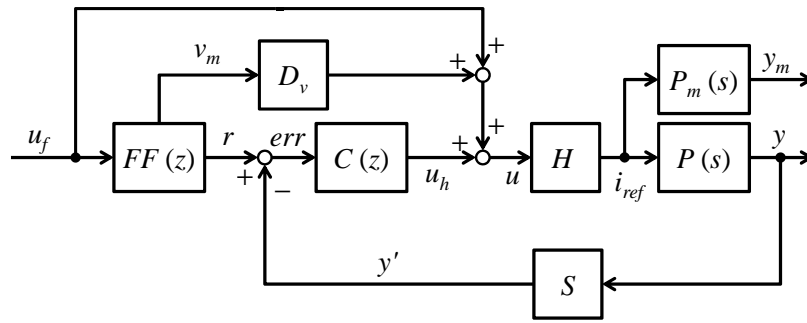 +
v_m
D_v
+
P_m(s)
y_m
+
u_f
FF(z)
r
err
C(z)
+
H
P(s)
y
+
−
u_h
u
i_ref
y'
S